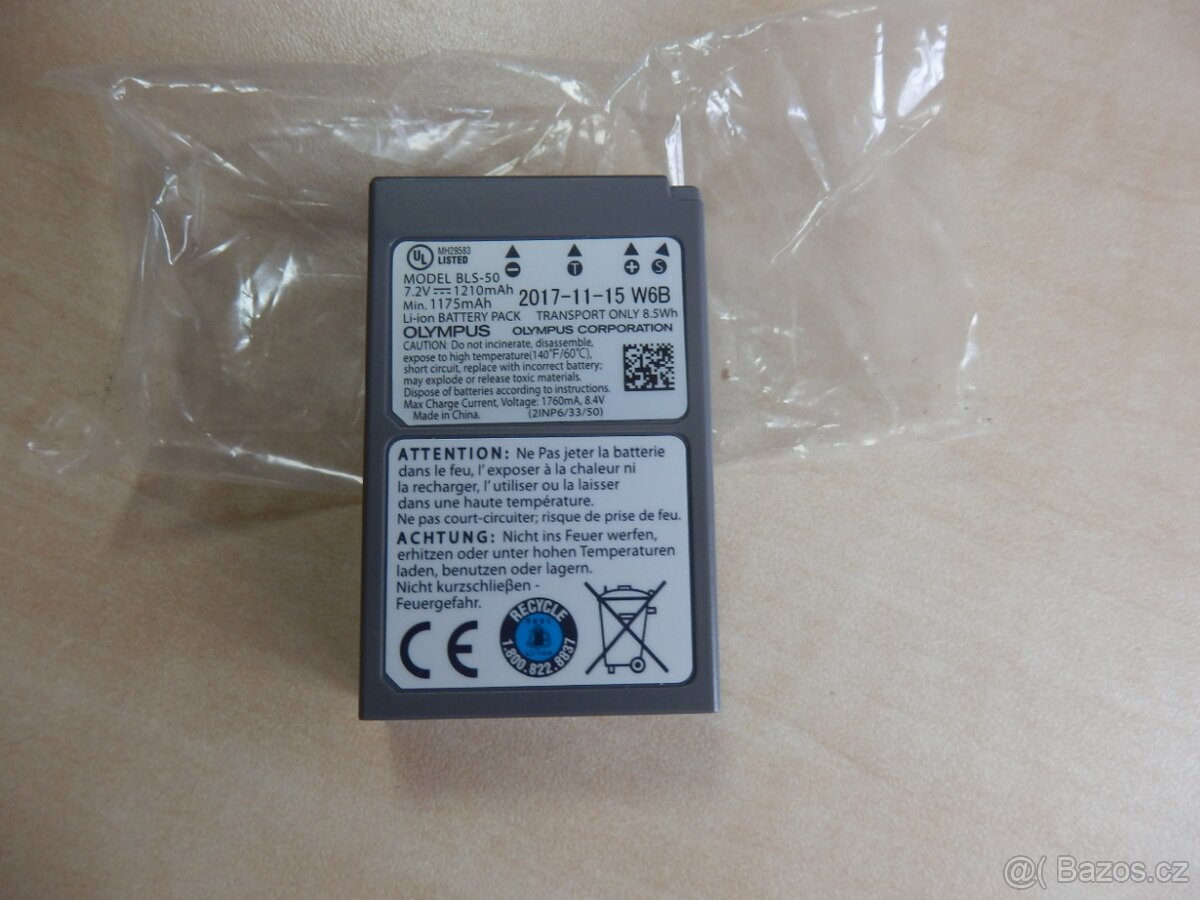 UL MH29583
LISTED
MODEL BLS-50
7.2V 1210mAh
Min. 1175mAh 2017-11-15 W6B
Li-ion BATTERY PACK TRANSPORT ONLY 8.5Wh
OLYMPUS OLYMPUS CORPORATION
CAUTION: Do not incinerate, disassemble,
expose to high temperature(140°F/60°C),
short circuit, replace with incorrect battery:
may explode or release toxic materials.
Dispose of batteries according to instructions.
Max Charge Current, Voltage: 1760mA, 8.4V
Made in China. (2INP6/33/50)
− T + S
ATTENTION: Ne Pas jeter la batterie
dans le feu, l'exposer à la chaleur ni
la recharger, l'utiliser ou la laisser
dans une haute température.
Ne pas court-circuiter; risque de prise de feu.
ACHTUNG: Nicht ins Feuer werfen,
erhitzen oder unter hohen Temperaturen
laden, benutzen oder lagern.
Nicht kurzschließen -
Feuergefahr.
CE
RECYCLE
1.800.822.8837
@( Bazos.cz